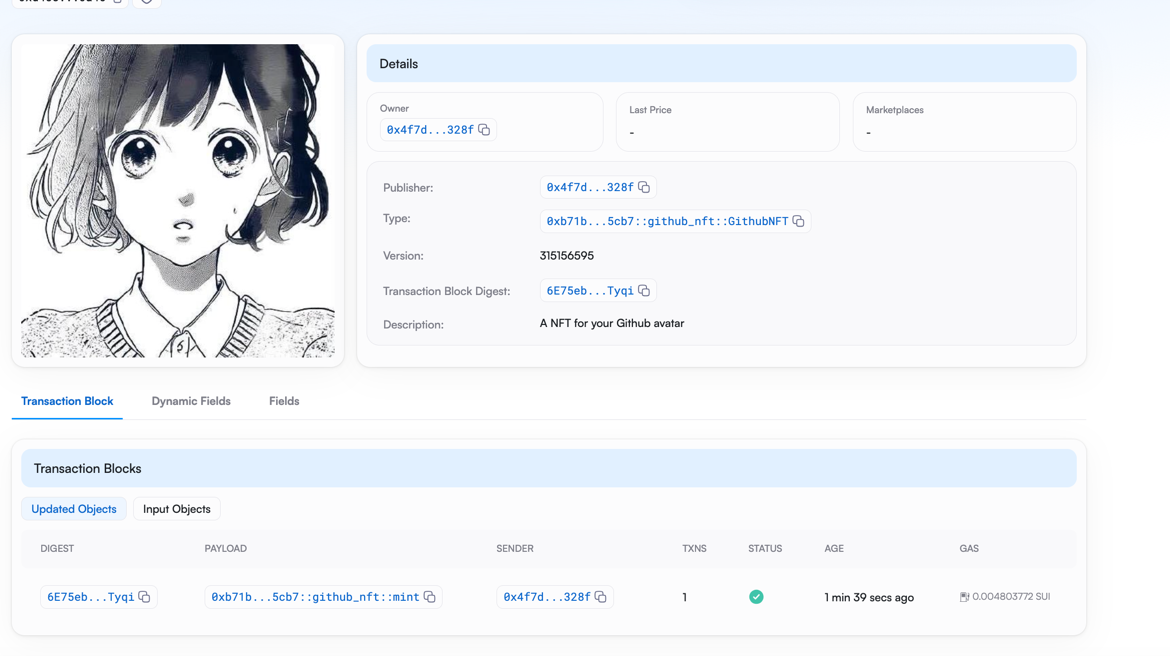 Details
Owner
0x4f7d...328f
Last Price
-
Marketplaces
-
Publisher:
0x4f7d...328f
Type:
0xb71b...5cb7::github_nft::GithubNFT
Version:
315156595
Transaction Block Digest:
6E75eb...Tyqi
Description:
A NFT for your Github avatar
Transaction Block
Dynamic Fields
Fields
Transaction Blocks
Updated Objects
Input Objects
DIGEST
PAYLOAD
SENDER
TXNS
STATUS
AGE
GAS
6E75eb...Tyqi
0xb71b...5cb7::github_nft::mint
0x4f7d...328f
1
1 min 39 secs ago
0.004803772 SUI